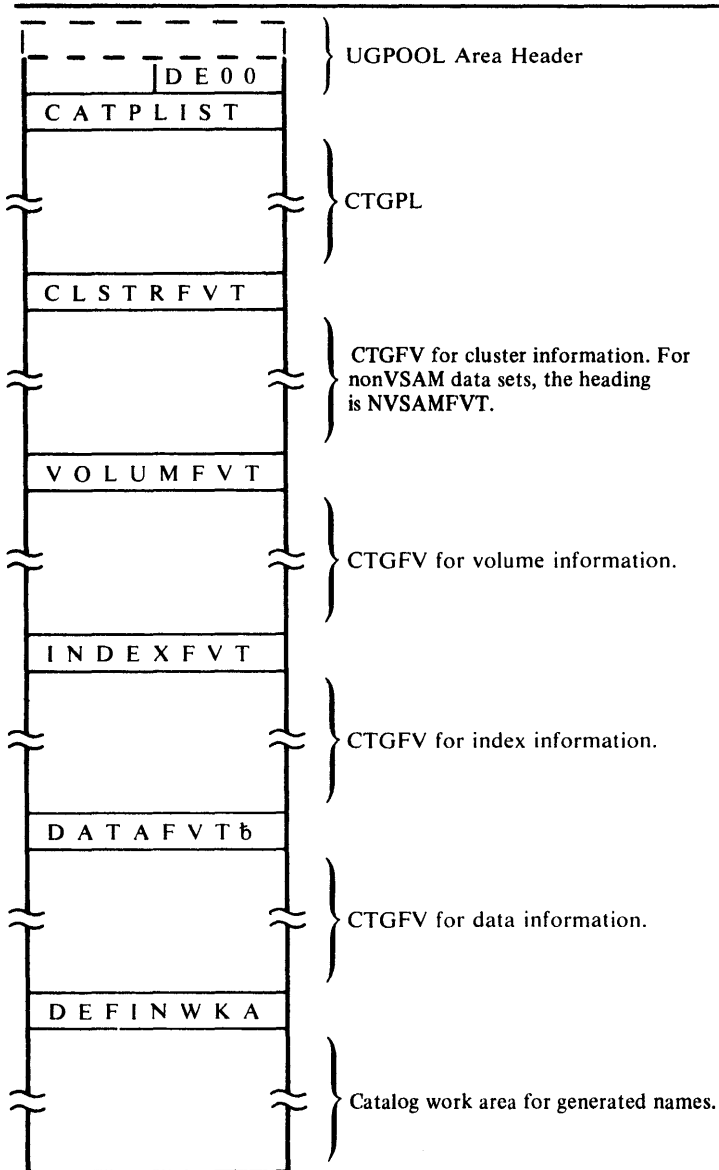 UGPOOL Area Header
DE00
CATPLIST
CTGPL
CLSTRFVT
CTGFV for cluster information. For
nonVSAM data sets, the heading
is NVSAMFVT.
VOLUMFVT
CTGFV for volume information.
INDEXFVT
CTGFV for index information.
DATAFVTƀ
CTGFV for data information.
DEFINWKA
Catalog work area for generated names.